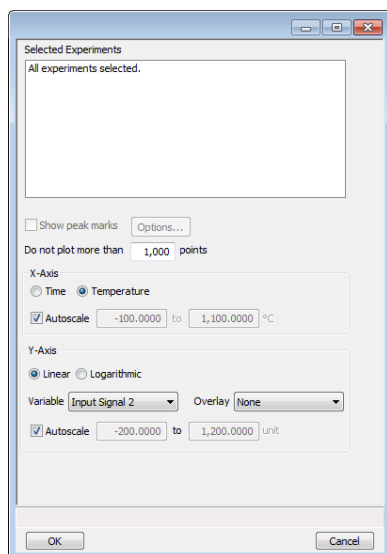 Selected Experiments
All experiments selected.
Show peak marks Options...
Do not plot more than 1,000 points
X-Axis
Time Temperature
Autoscale -100.0000 to 1,100.0000 °C
Y-Axis
Linear Logarithmic
Variable Input Signal 2 Overlay None
Autoscale -200.0000 to 1,200.0000 unit
OK Cancel